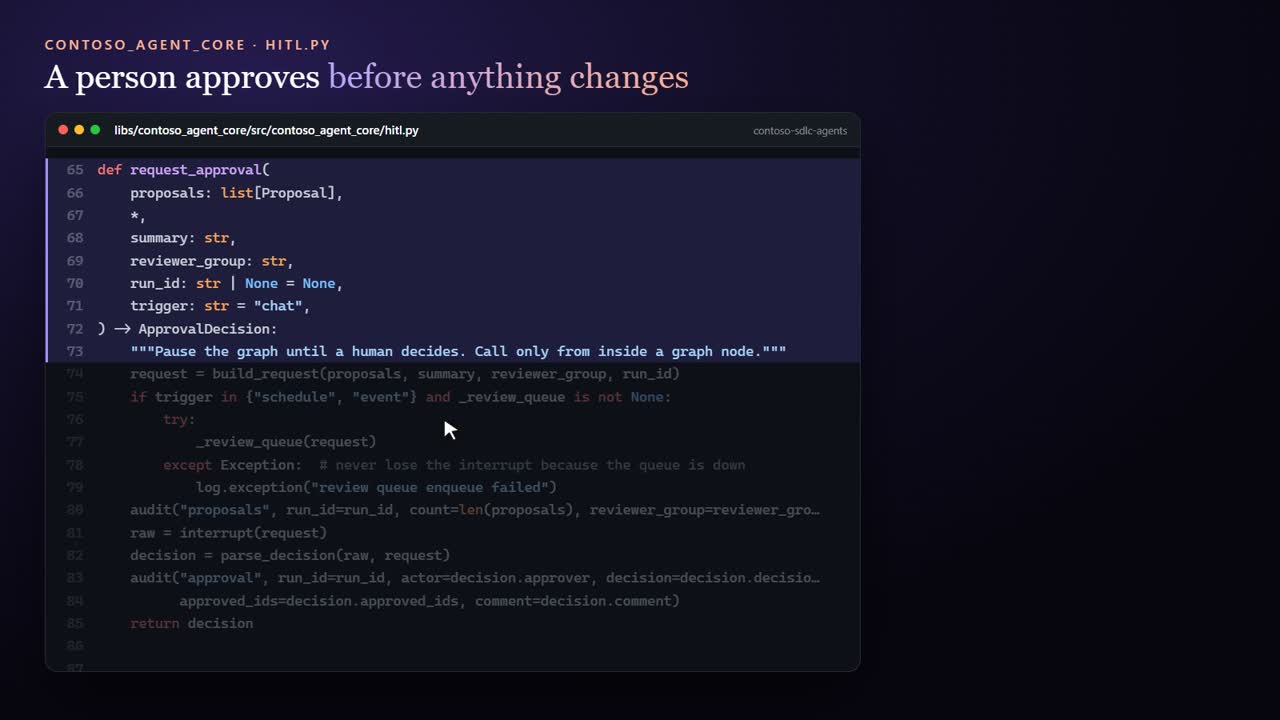 CONTOSO_AGENT_CORE · HITL.PY
A person approves before anything changes
libs/contoso_agent_core/src/contoso_agent_core/hitl.py
contoso-sdlc-agents
65 def request_approval(
66     proposals: list[Proposal],
67     *,
68     summary: str,
69     reviewer_group: str,
70     run_id: str | None = None,
71     trigger: str = "chat",
72 ) -> ApprovalDecision:
73     """Pause the graph until a human decides. Call only from inside a graph node."""
74     request = build_request(proposals, summary, reviewer_group, run_id)
75     if trigger in {"schedule", "event"} and _review_queue is not None:
76         try:
77             _review_queue(request)
78         except Exception:  # never lose the interrupt because the queue is down
79             log.exception("review queue enqueue failed")
80     audit("proposals", run_id=run_id, count=len(proposals), reviewer_group=reviewer_gro…
81     raw = interrupt(request)
82     decision = parse_decision(raw, request)
83     audit("approval", run_id=run_id, actor=decision.approver, decision=decision.decisio…
84           approved_ids=decision.approved_ids, comment=decision.comment)
85     return decision
86
87